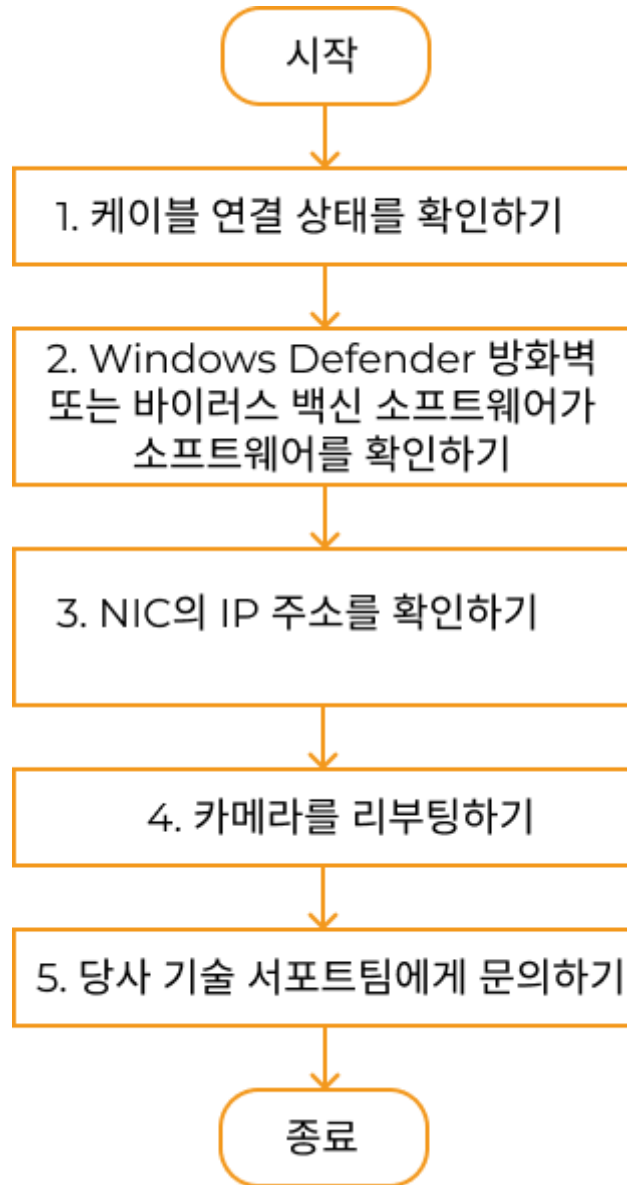 시작
1. 케이블 연결 상태를 확인하기
2. Windows Defender 방화벽
또는 바이러스 백신 소프트웨어가
소프트웨어를 확인하기
3. NIC의 IP 주소를 확인하기
4. 카메라를 리부팅하기
5. 당사 기술 서포트팀에게 문의하기
종료